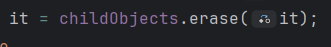 it = childObjects.erase(it);